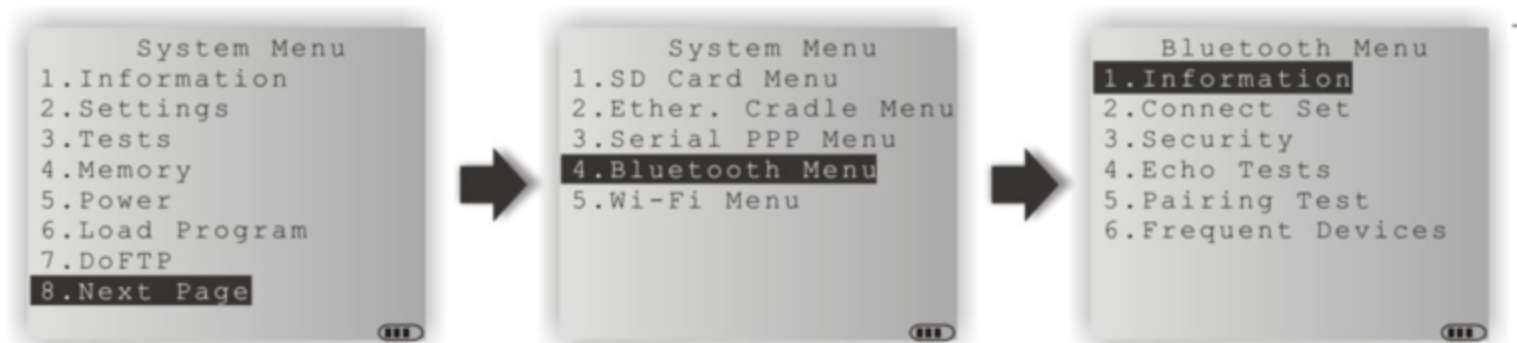 System Menu
1.Information
2.Settings
3.Tests
4.Memory
5.Power
6.Load Program
7.DoFTP
8.Next Page
System Menu
1.SD Card Menu
2.Ether. Cradle Menu
3.Serial PPP Menu
4.Bluetooth Menu
5.Wi-Fi Menu
Bluetooth Menu
1.Information
2.Connect Set
3.Security
4.Echo Tests
5.Pairing Test
6.Frequent Devices